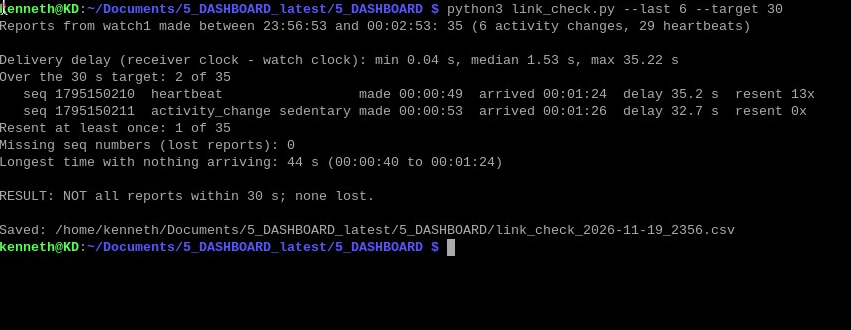 kenneth@KD:~/Documents/5_DASHBOARD_latest/5_DASHBOARD $ python3 link_check.py --last 6 --target 30
Reports from watch1 made between 23:56:53 and 00:02:53: 35 (6 activity changes, 29 heartbeats)

Delivery delay (receiver clock - watch clock): min 0.04 s, median 1.53 s, max 35.22 s
Over the 30 s target: 2 of 35
   seq 1795150210  heartbeat                 made 00:00:49  arrived 00:01:24  delay 35.2 s  resent 13x
   seq 1795150211  activity_change sedentary made 00:00:53  arrived 00:01:26  delay 32.7 s  resent 0x
Resent at least once: 1 of 35
Missing seq numbers (lost reports): 0
Longest time with nothing arriving: 44 s (00:00:40 to 00:01:24)

RESULT: NOT all reports within 30 s; none lost.

Saved: /home/kenneth/Documents/5_DASHBOARD_latest/5_DASHBOARD/link_check_2026-11-19_2356.csv
kenneth@KD:~/Documents/5_DASHBOARD_latest/5_DASHBOARD $